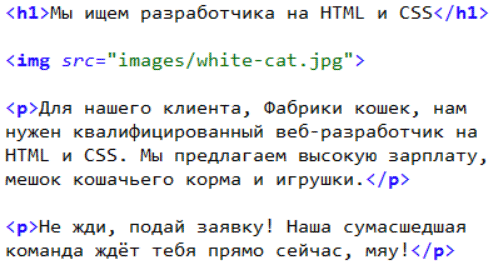 <h1>Мы ищем разработчика на HTML и CSS</h1>
<img src="images/white-cat.jpg">
<p>Для нашего клиента, Фабрики кошек, нам
нужен квалифицированный веб-разработчик на
HTML и CSS. Мы предлагаем высокую зарплату,
мешок кошачьего корма и игрушки.</p>
<p>Не жди, подай заявку! Наша сумасшедшая
команда ждёт тебя прямо сейчас, мяу!</p>